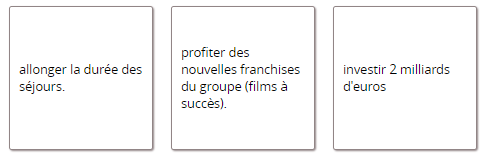 allonger la durée des
séjours.
profiter des
nouvelles franchises
du groupe (films à
succès).
investir 2 milliards
d'euros